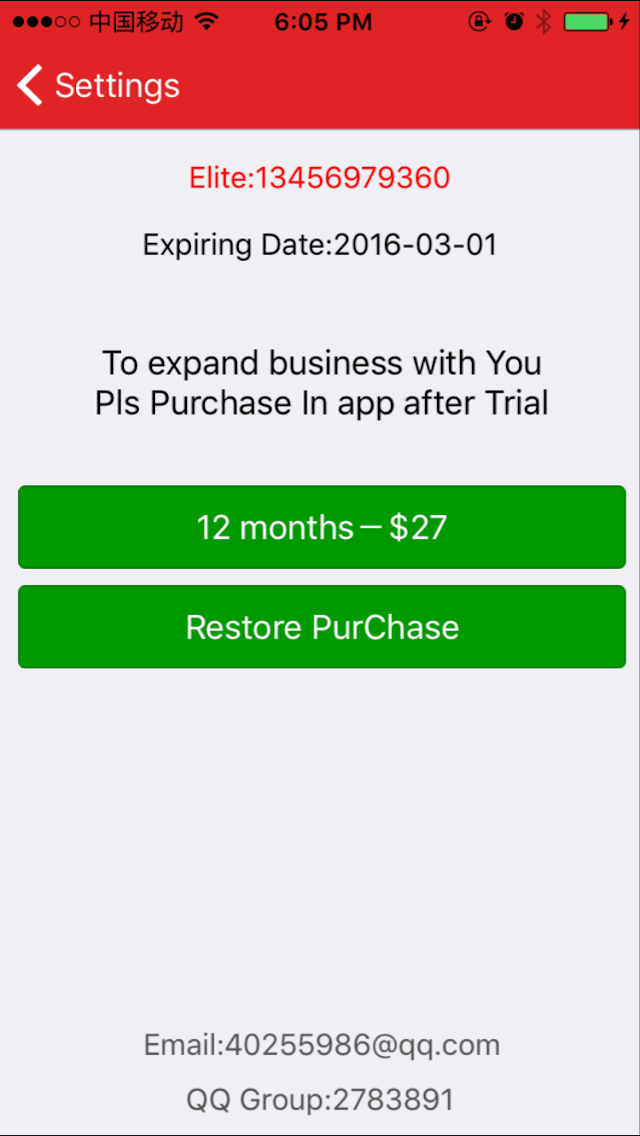 中国移动 6:05 PM
Settings
Elite:13456979360
Expiring Date:2016-03-01
To expand business with You
Pls Purchase In app after Trial
12 months－$27
Restore PurChase
Email:40255986@qq.com
QQ Group:2783891